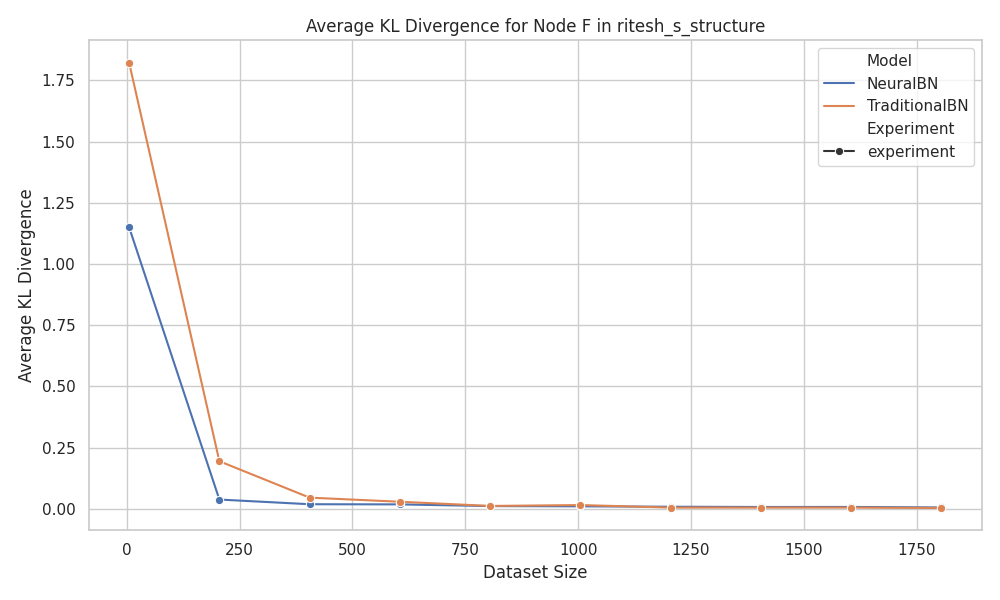 Average KL Divergence for Node F in ritesh_s_structure
Average KL Divergence
1.75
1.50
1.25
1.00
0.75
0.50
0.25
0.00
Model
NeuralBN
TraditionalBN
Experiment
experiment
0
250
500
750
1000
1250
1500
1750
Dataset Size